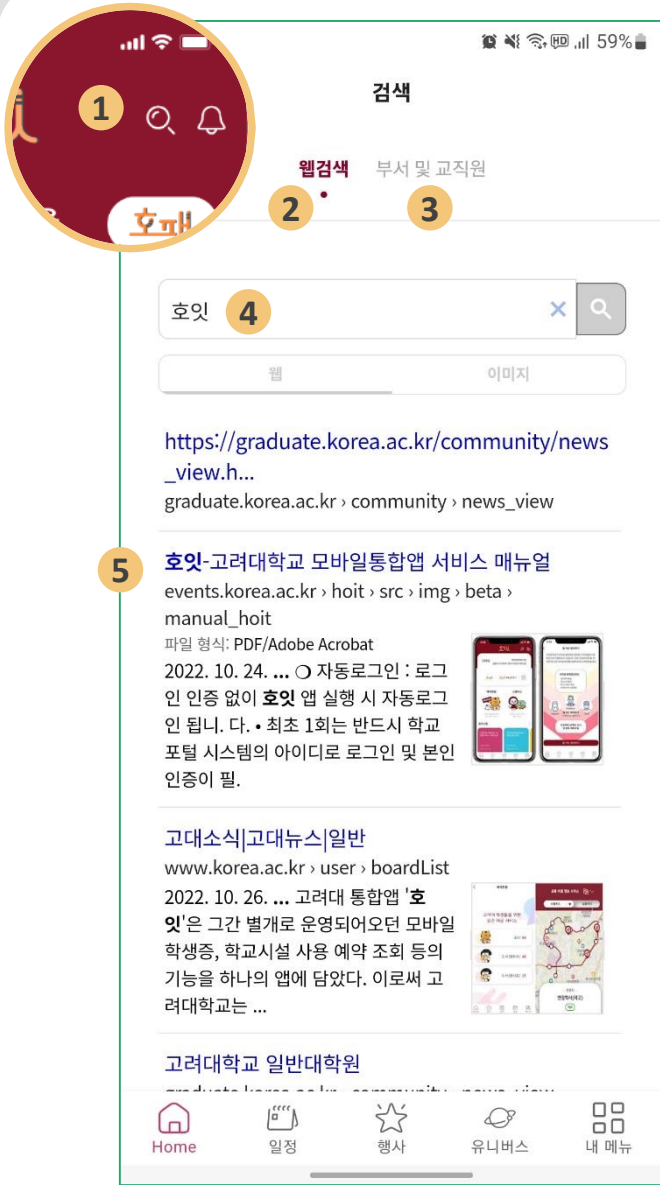 59%
검색
1
웹검색
부서 및 교직원
2
3
호패
호잇
4
웹
이미지
https://graduate.korea.ac.kr/community/news
_view.h...
graduate.korea.ac.kr › community › news_view
5
호잇-고려대학교 모바일통합앱 서비스 매뉴얼
events.korea.ac.kr › hoit › src › img › beta ›
manual_hoit
파일 형식: PDF/Adobe Acrobat
2022. 10. 24. ... ❍ 자동로그인 : 로그
인 인증 없이 호잇 앱 실행 시 자동로그
인 됩니. 다. • 최초 1회는 반드시 학교
포털 시스템의 아이디로 로그인 및 본인
인증이 필.
고대소식|고대뉴스|일반
www.korea.ac.kr › user › boardList
2022. 10. 26. ... 고려대 통합앱 '호
잇'은 그간 별개로 운영되어오던 모바일
학생증, 학교시설 사용 예약 조회 등의
기능을 하나의 앱에 담았다. 이로써 고
려대학교는 ...
고려대학교 일반대학원
Home
일정
행사
유니버스
내 메뉴